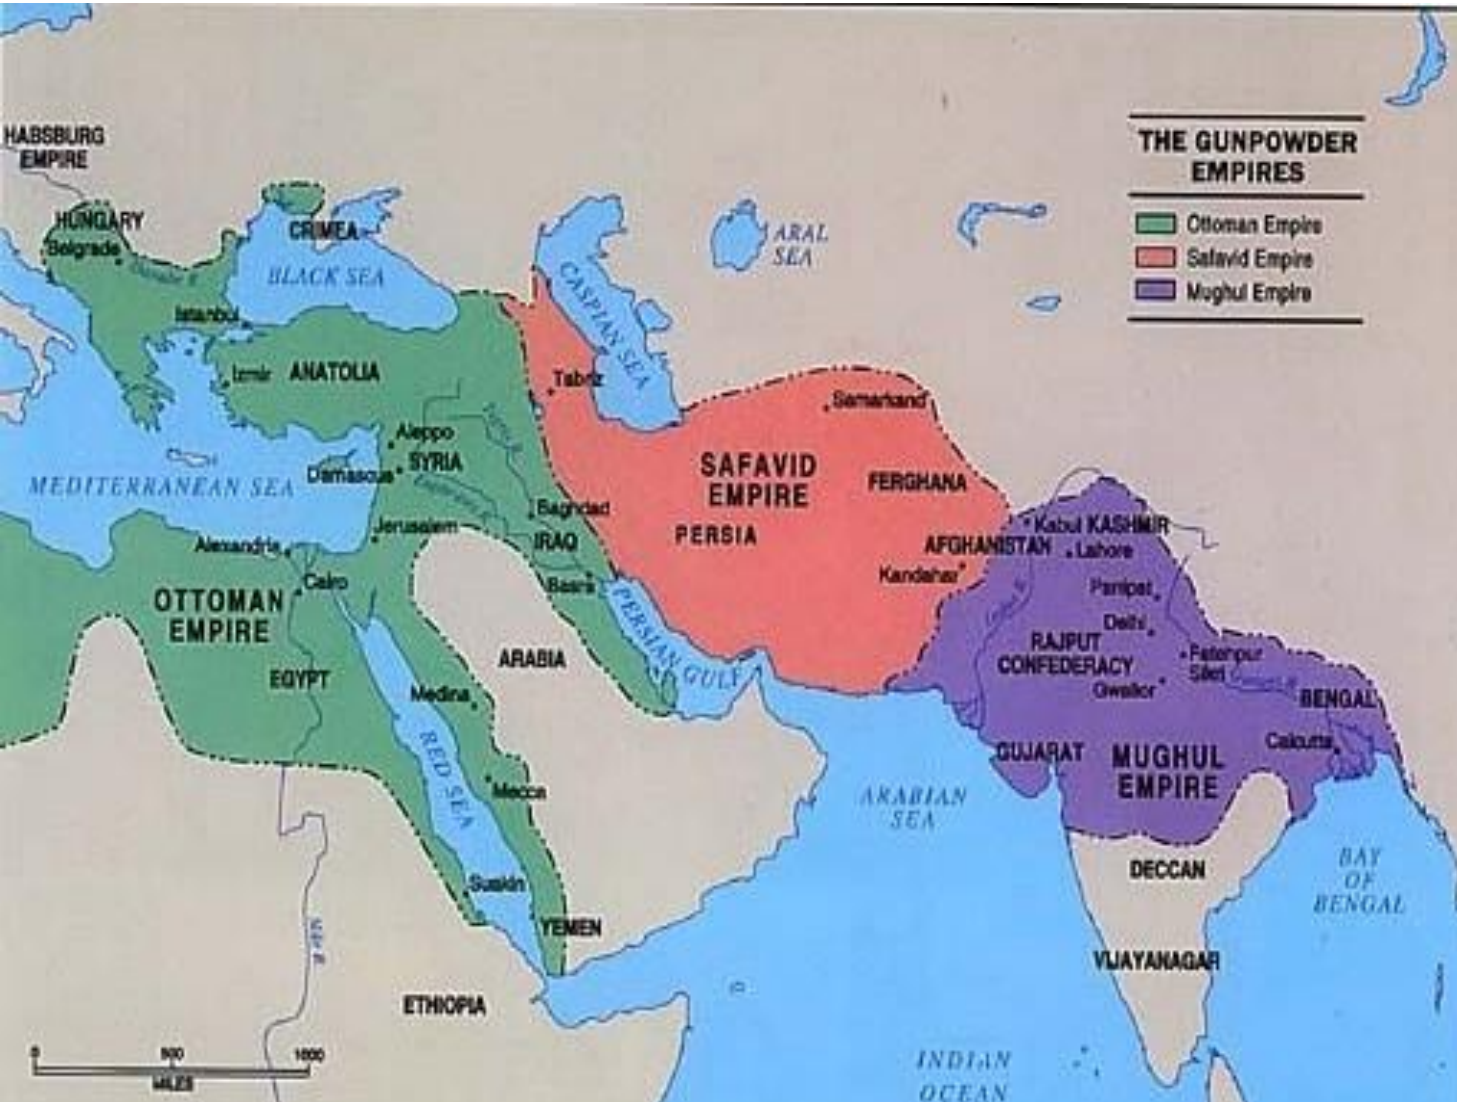 HABSBURG
EMPIRE
THE GUNPOWDER
EMPIRES
Ottoman Empire
Safavid Empire
Mughul Empire
HUNGARY
Belgrade
Danube R.
CRIMEA
BLACK SEA
ARAL
SEA
CASPIAN SEA
Istanbul
Izmir
ANATOLIA
Tabriz
Samarkand
Aleppo
SYRIA
Damascus
MEDITERRANEAN SEA
SAFAVID
EMPIRE
FERGHANA
PERSIA
Baghdad
IRAQ
Basra
Jerusalem
Alexandria
Cairo
Kabul
KASHMIR
AFGHANISTAN
Lahore
Kandahar
Panipat
Delhi
OTTOMAN
EMPIRE
EGYPT
ARABIA
PERSIAN GULF
RAJPUT
CONFEDERACY
Gwalior
Fatehpur
BENGAL
Calcutta
Medina
RED SEA
Mecca
GUJARAT
MUGHUL
EMPIRE
ARABIAN
SEA
DECCAN
BAY
OF
BENGAL
Suakin
YEMEN
VIJAYANAGAR
ETHIOPIA
0 500 1000
MILES
INDIAN
OCEAN